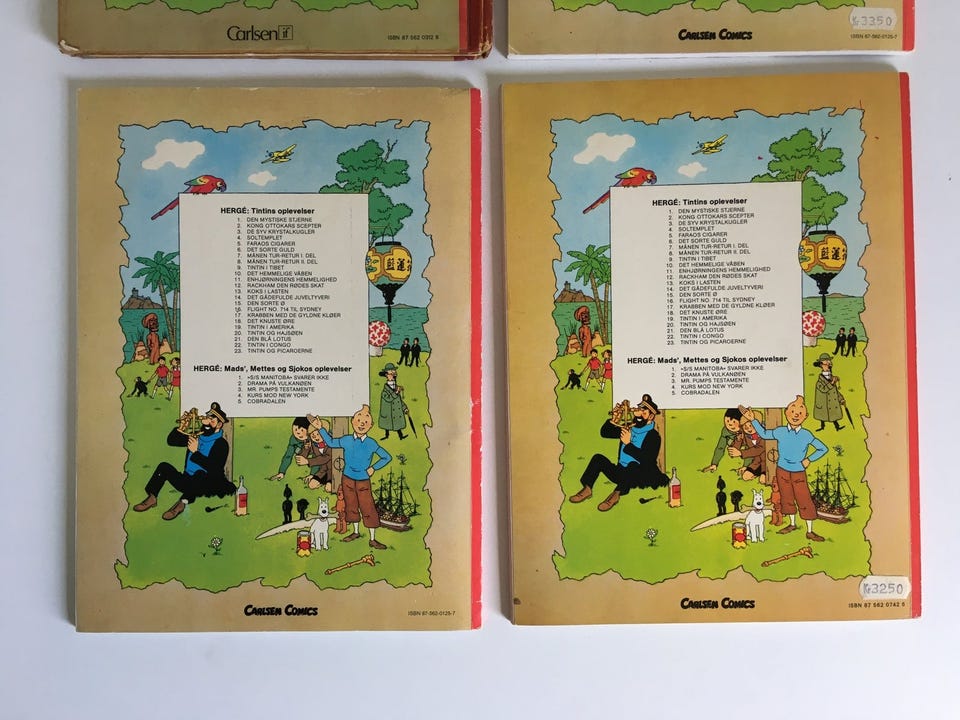 Carlsen if
ISBN 87 562 0312 8
CARLSEN COMICS
Kr 3350
ISBN 87-562-0125-7
HERGÉ: Tintins oplevelser
1. DEN MYSTISKE STJERNE
2. KONG OTTOKARS SCEPTER
3. DE SYV KRYSTALKUGLER
4. SOLTEMPLET
5. FARAOS CIGARER
6. DET SORTE GULD
7. MÅNEN TUR-RETUR I. DEL
8. MÅNEN TUR-RETUR II. DEL
9. TINTIN I TIBET
10. DET HEMMELIGE VÅBEN
11. ENHJØRNINGENS HEMMELIGHED
12. RACKHAM DEN RØDES SKAT
13. KOKS I LASTEN
14. DET GÅDEFULDE JUVELTYVERI
15. DEN SORTE Ø
16. FLIGHT NO. 714 TIL SYDNEY
17. KRABBEN MED DE GYLDNE KLØER
18. DET KNUSTE ØRE
19. TINTIN I AMERIKA
20. TINTIN OG HAJSØEN
21. DEN BLÅ LOTUS
22. TINTIN I CONGO
23. TINTIN OG PICAROERNE
HERGÉ: Mads', Mettes og Sjokos oplevelser
1. »S/S MANITOBA« SVARER IKKE
2. DRAMA PÅ VULKANØEN
3. MR. PUMPS TESTAMENTE
4. KURS MOD NEW YORK
5. COBRADALEN
藍蓮
CARLSEN COMICS
ISBN 87-562-0125-7
HERGÉ: Tintins oplevelser
1. DEN MYSTISKE STJERNE
2. KONG OTTOKARS SCEPTER
3. DE SYV KRYSTALKUGLER
4. SOLTEMPLET
5. FARAOS CIGARER
6. DET SORTE GULD
7. MÅNEN TUR-RETUR I. DEL
8. MÅNEN TUR-RETUR II. DEL
9. TINTIN I TIBET
10. DET HEMMELIGE VÅBEN
11. ENHJØRNINGENS HEMMELIGHED
12. RACKHAM DEN RØDES SKAT
13. KOKS I LASTEN
14. DET GÅDEFULDE JUVELTYVERI
15. DEN SORTE Ø
16. FLIGHT NO. 714 TIL SYDNEY
17. KRABBEN MED DE GYLDNE KLØER
18. DET KNUSTE ØRE
19. TINTIN I AMERIKA
20. TINTIN OG HAJSØEN
21. DEN BLÅ LOTUS
22. TINTIN I CONGO
23. TINTIN OG PICAROERNE
HERGÉ: Mads', Mettes og Sjokos oplevelser
1. »S/S MANITOBA« SVARER IKKE
2. DRAMA PÅ VULKANØEN
3. MR. PUMPS TESTAMENTE
4. KURS MOD NEW YORK
5. COBRADALEN
藍蓮
CARLSEN COMICS
Kr 3250
ISBN 87 562 0742 5